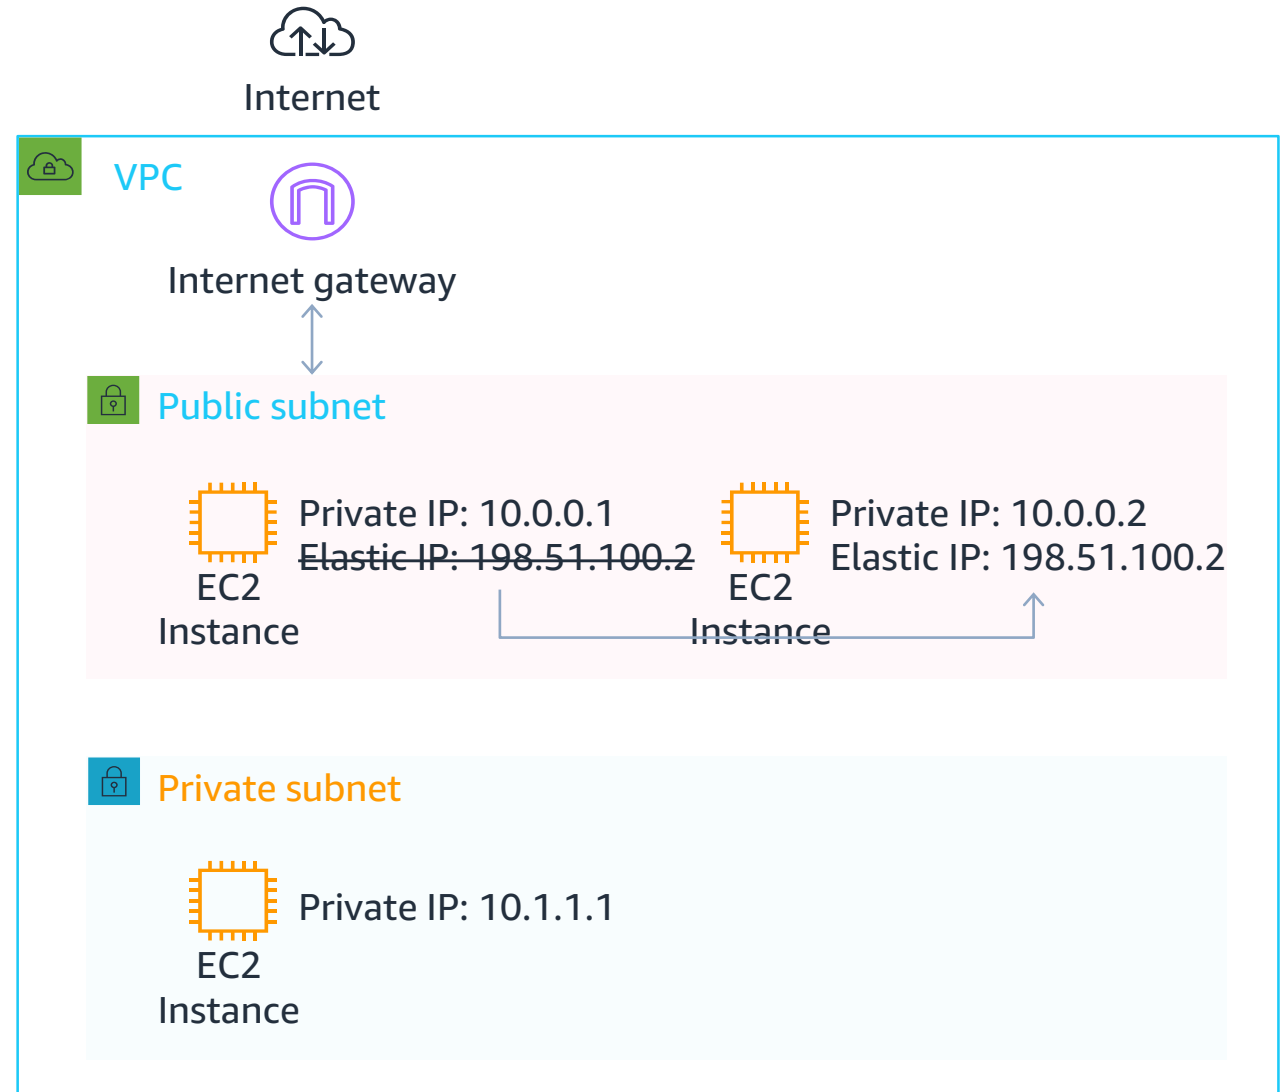 Internet
VPC
Internet gateway
Public subnet
Private IP: 10.0.0.1
Elastic IP: 198.51.100.2
EC2
Instance
Private IP: 10.0.0.2
Elastic IP: 198.51.100.2
EC2
Instance
Private subnet
Private IP: 10.1.1.1
EC2
Instance